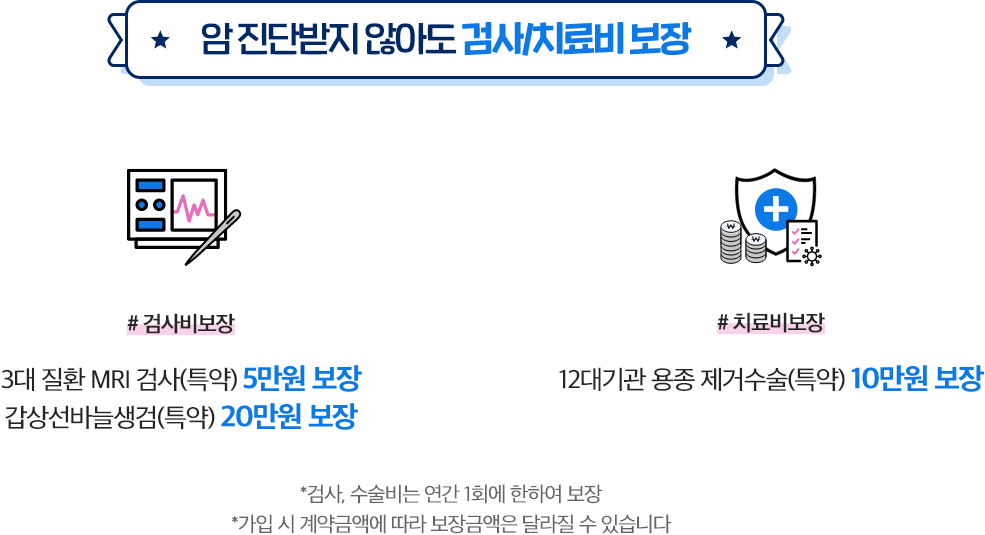 암 진단받지 않아도 검사/치료비 보장
# 검사비보장
3대 질환 MRI 검사(특약) 5만원 보장
갑상선바늘생검(특약) 20만원 보장
# 치료비보장
12대기관 용종 제거수술(특약) 10만원 보장
*검사, 수술비는 연간 1회에 한하여 보장
*가입 시 계약금액에 따라 보장금액은 달라질 수 있습니다